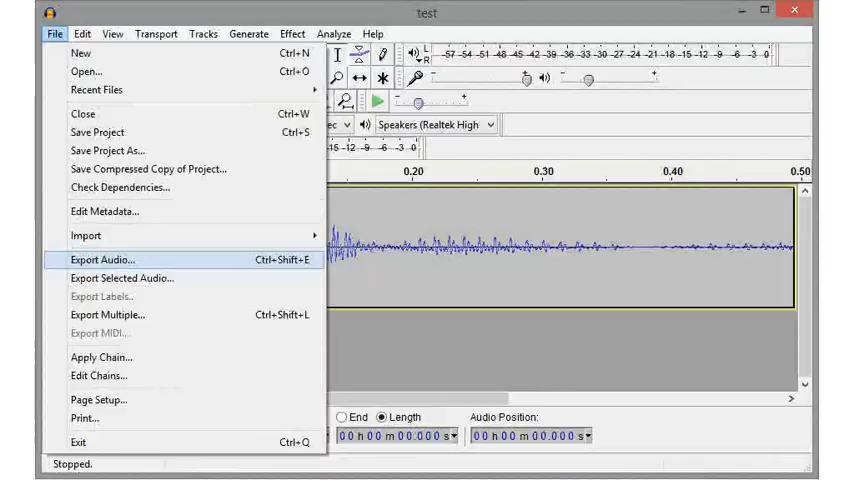 test
File Edit View Transport Tracks Generate Effect Analyze Help
New Ctrl+N
Open... Ctrl+O
Recent Files
Close Ctrl+W
Save Project Ctrl+S
Save Project As...
Save Compressed Copy of Project...
Check Dependencies...
Edit Metadata...
Import
Export Audio... Ctrl+Shift+E
Export Selected Audio...
Export Labels...
Export Multiple... Ctrl+Shift+L
Export MIDI...
Apply Chain...
Edit Chains...
Page Setup...
Print...
Exit Ctrl+Q
L
R
-57 -54 -51 -48 -45 -42 -39 -36 -33 -30 -27 -24 -21 -18 -15 -12 -9 -6 -3 0
- + - +
- +
ec Speakers (Realtek High
-15 -12 -9 -6 -3 0
0.20 0.30 0.40 0.50
End Length Audio Position:
00 h 00 m 00.000 s 00 h 00 m 00.000 s
Stopped.